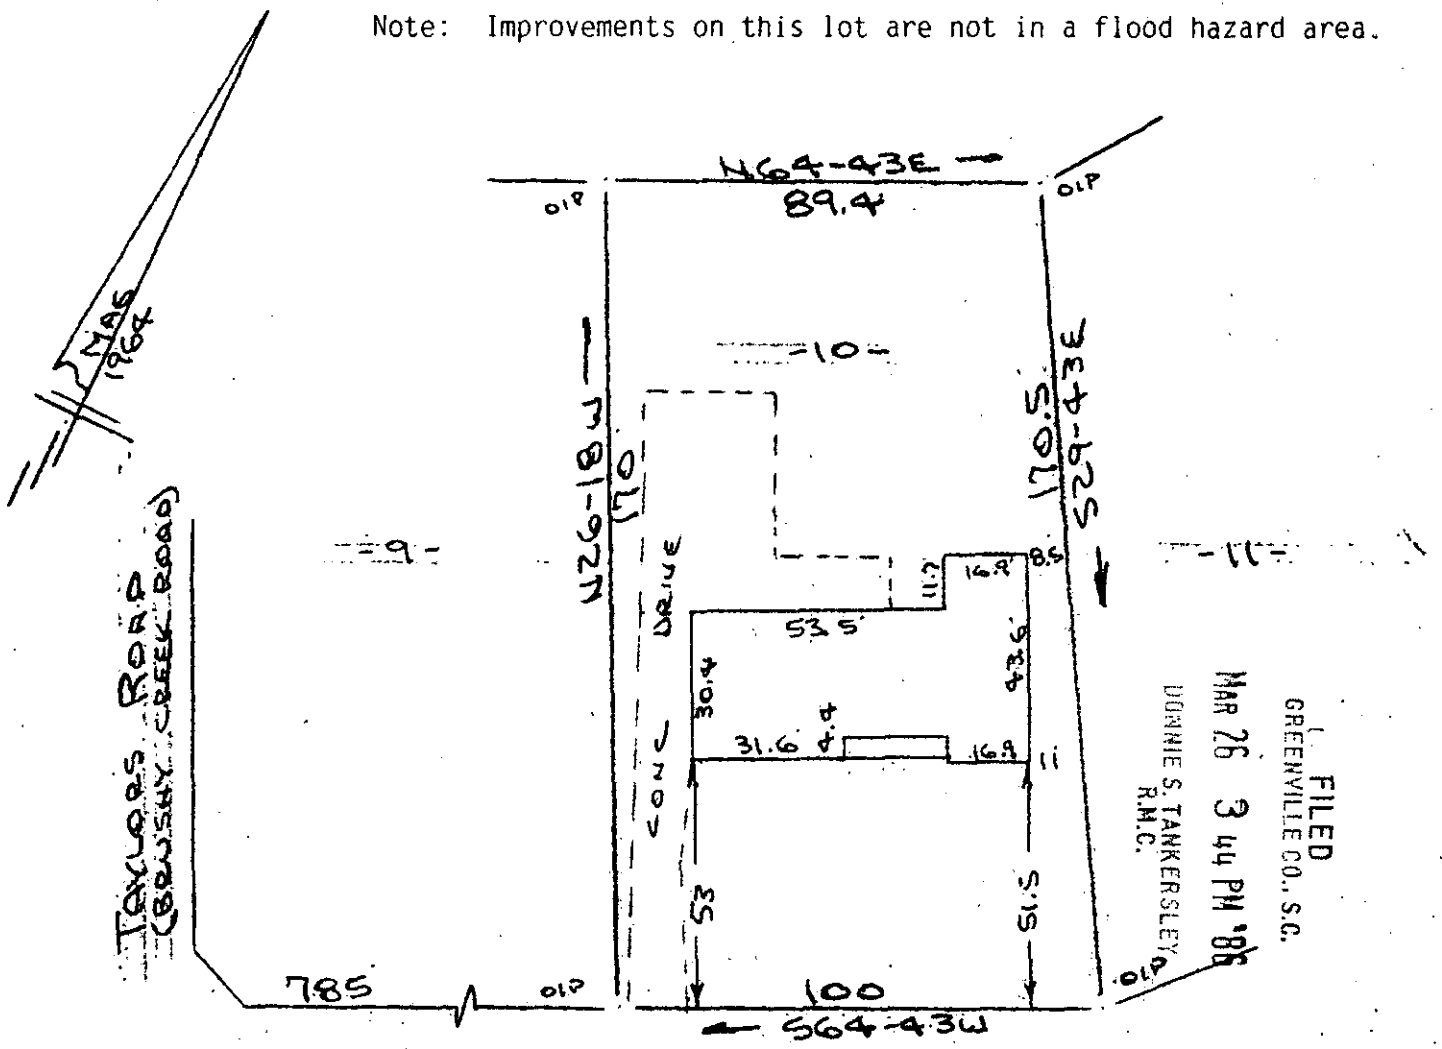 Note: Improvements on this lot are not in a flood hazard area.
MAG
1964
N64-43E
89.4
OIP
OIP
-10-
N26-18W
170
170.5
S29-43E
-9-
-11-
TAYLORS ROAD
(BRUSHY CREEK ROAD)
CONC DRIVE
11.7
16.9
8.5
53.5
30.4
43.6
31.6
4.4
16.9
11
53
51.5
785
OIP
100
OIP
S64-43W
FILED
GREENVILLE CO., S.C.
MAR 26 3 44 PM '86
DONNIE S. TANKERSLEY
R.M.C.